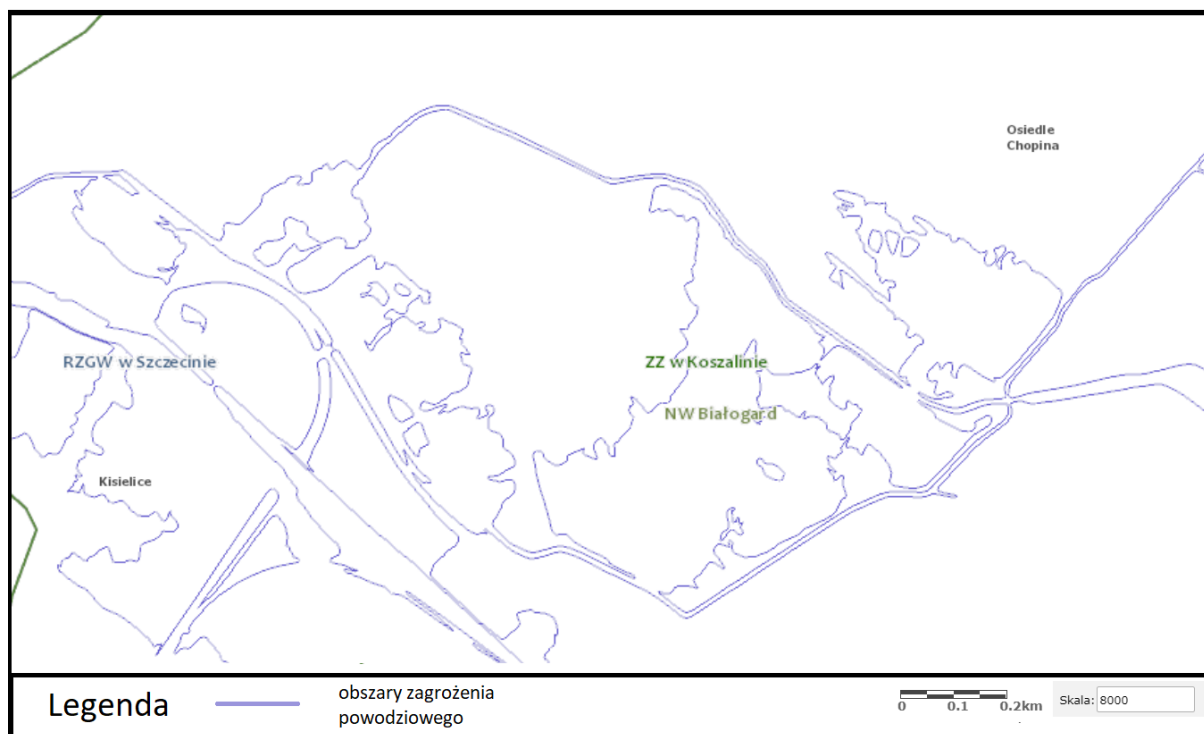 Osiedle
Chopina
RZGW w Szczecinie
ZZ w Koszalinie
NW Białogard
Kisielice
Legenda
obszary zagrożenia
powodziowego
0 0.1 0.2km
Skala: 8000